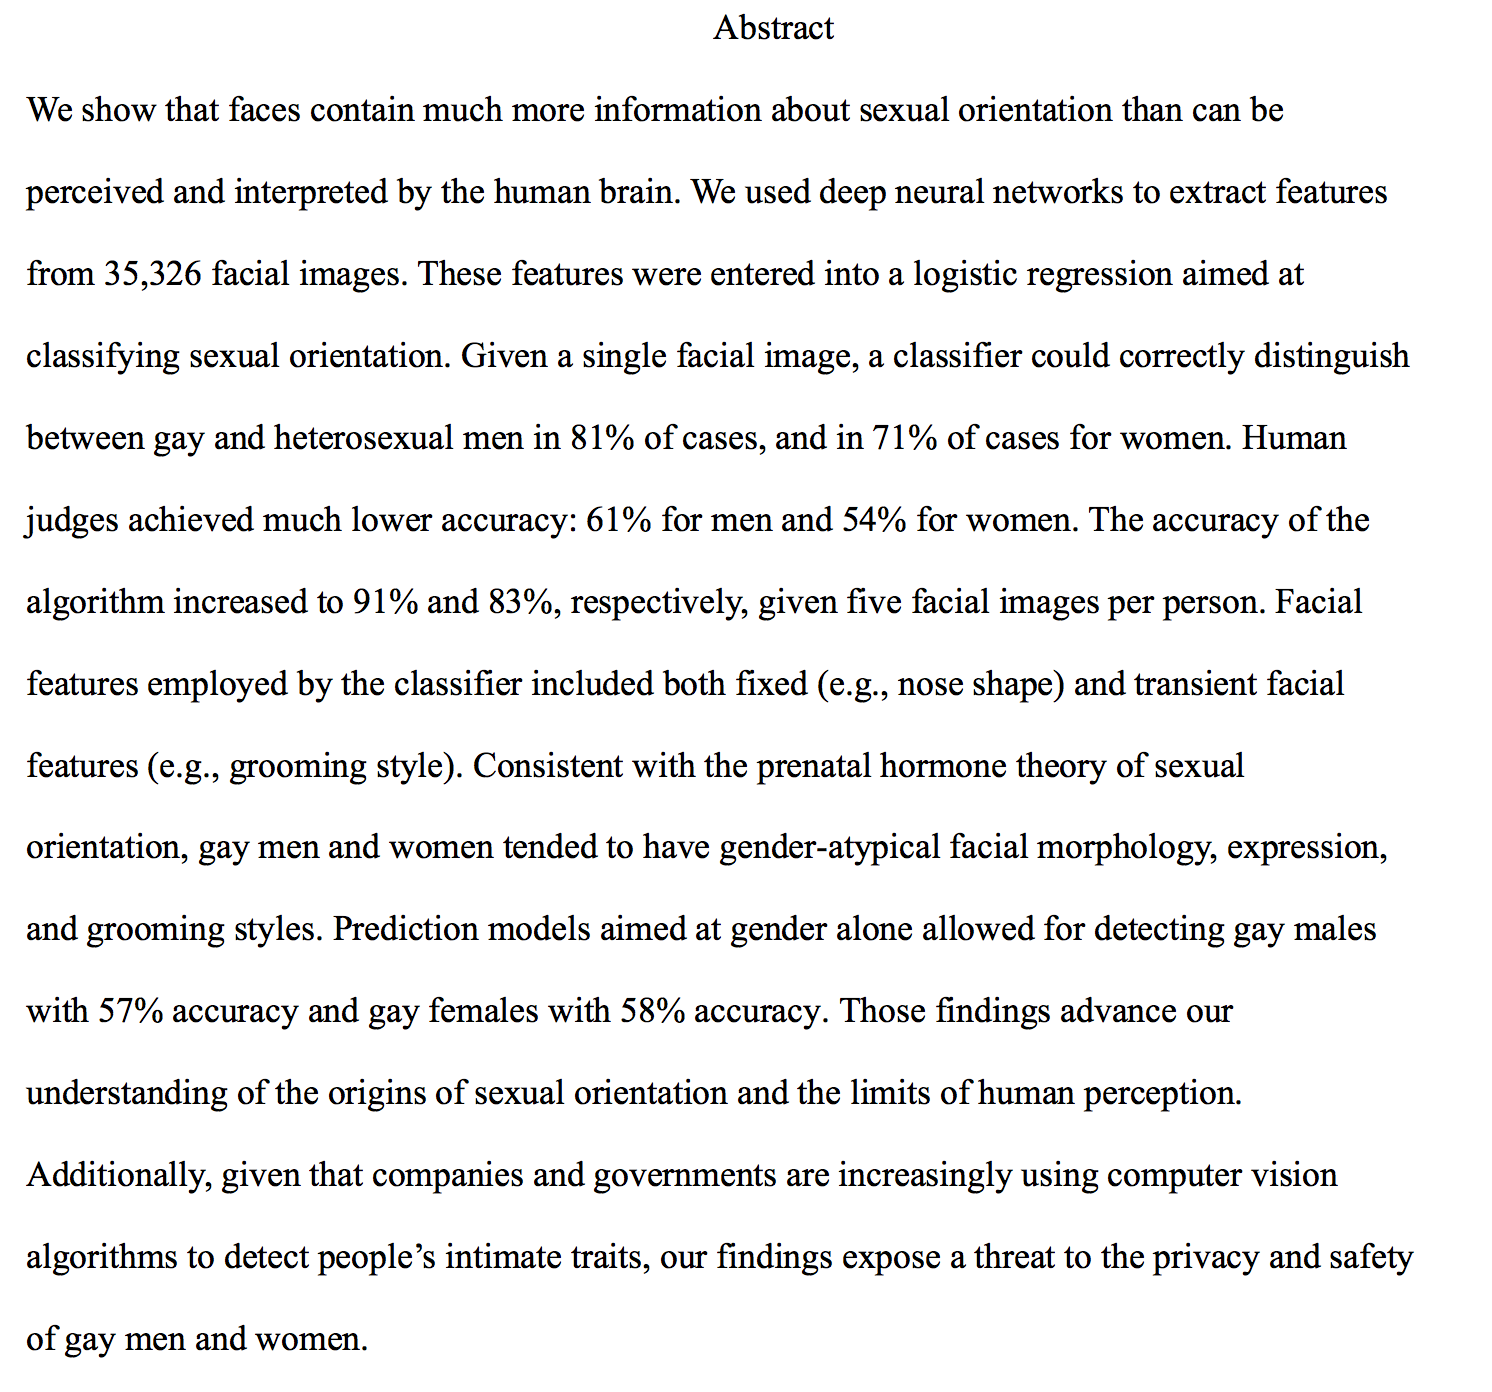 Abstract
We show that faces contain much more information about sexual orientation than can be
perceived and interpreted by the human brain. We used deep neural networks to extract features
from 35,326 facial images. These features were entered into a logistic regression aimed at
classifying sexual orientation. Given a single facial image, a classifier could correctly distinguish
between gay and heterosexual men in 81% of cases, and in 71% of cases for women. Human
judges achieved much lower accuracy: 61% for men and 54% for women. The accuracy of the
algorithm increased to 91% and 83%, respectively, given five facial images per person. Facial
features employed by the classifier included both fixed (e.g., nose shape) and transient facial
features (e.g., grooming style). Consistent with the prenatal hormone theory of sexual
orientation, gay men and women tended to have gender-atypical facial morphology, expression,
and grooming styles. Prediction models aimed at gender alone allowed for detecting gay males
with 57% accuracy and gay females with 58% accuracy. Those findings advance our
understanding of the origins of sexual orientation and the limits of human perception.
Additionally, given that companies and governments are increasingly using computer vision
algorithms to detect people’s intimate traits, our findings expose a threat to the privacy and safety
of gay men and women.